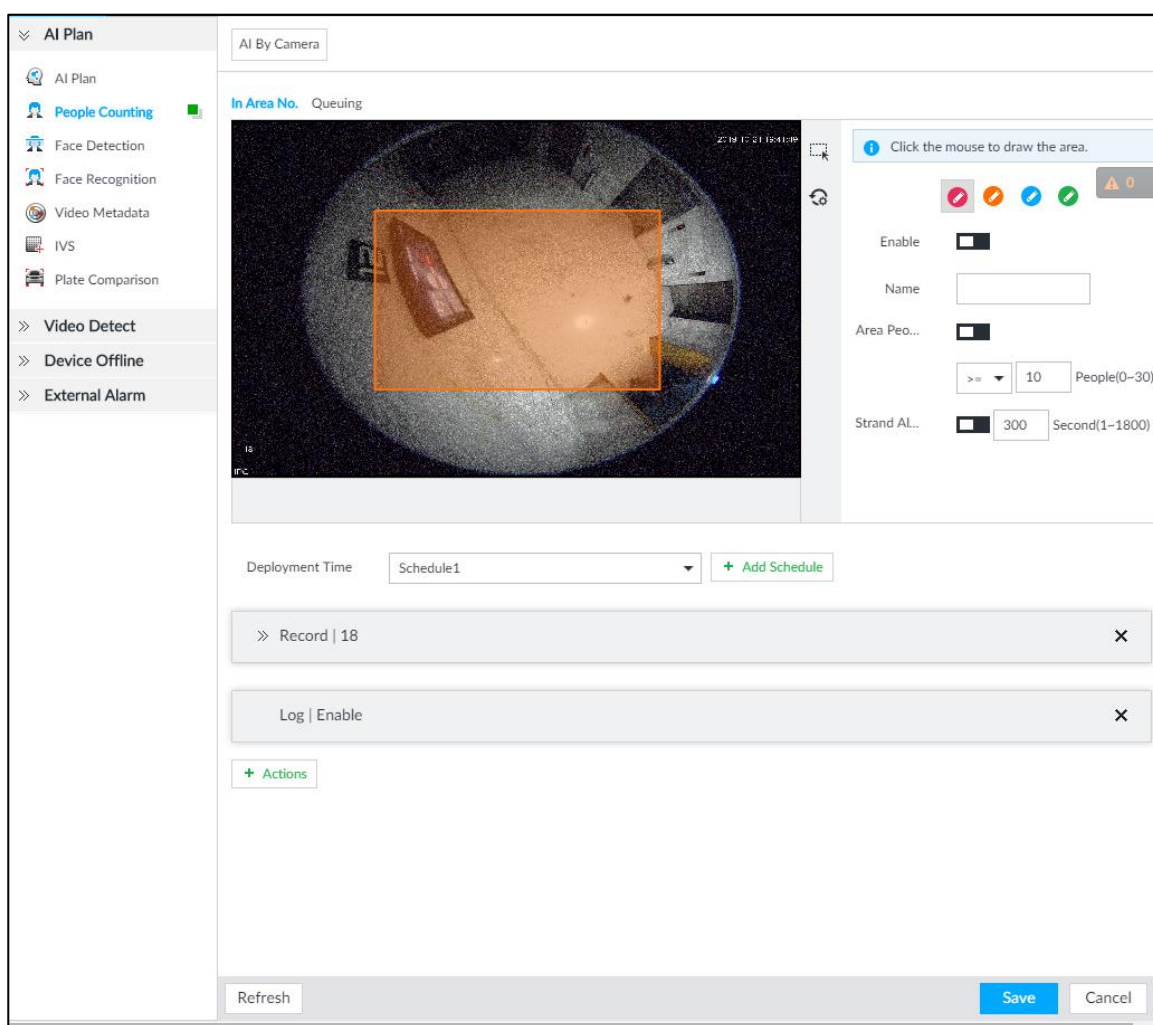 AI Plan
AI By Camera
AI Plan
People Counting
Face Detection
Face Recognition
Video Metadata
IVS
Plate Comparison
Video Detect
Device Offline
External Alarm
In Area No. Queuing
Click the mouse to draw the area.
0
Enable
Name
Area Peo...
>= 10 People(0~30)
Strand Al... 300 Second(1~1800)
Deployment Time Schedule1 + Add Schedule
Record | 18
Log | Enable
+ Actions
Refresh Save Cancel